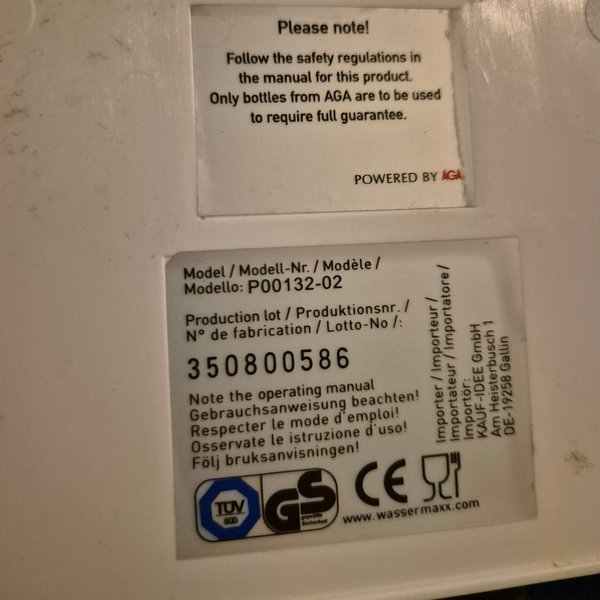 Please note!
Follow the safety regulations in
the manual for this product.
Only bottles from AGA are to be used
to require full guarantee.
POWERED BY AGA
Model / Modell-Nr. / Modèle /
Modello: P00132-02
Production lot / Produktionsnr. /
N° de fabrication / Lotto-No /:
350800586
Note the operating manual
Gebrauchsanweisung beachten!
Respecter le mode d'emploi!
Osservate le istruzione d'uso!
Följ bruksanvisningen!
TÜV
SÜD
GS
geprüfte
Sicherheit
CE
www.wassermaxx.com
Importer / Importeur /
Importateur / Importatore /
Importör:
KAUF-IDEE GmbH
Am Heisterbusch 1
DE-19258 Gallin